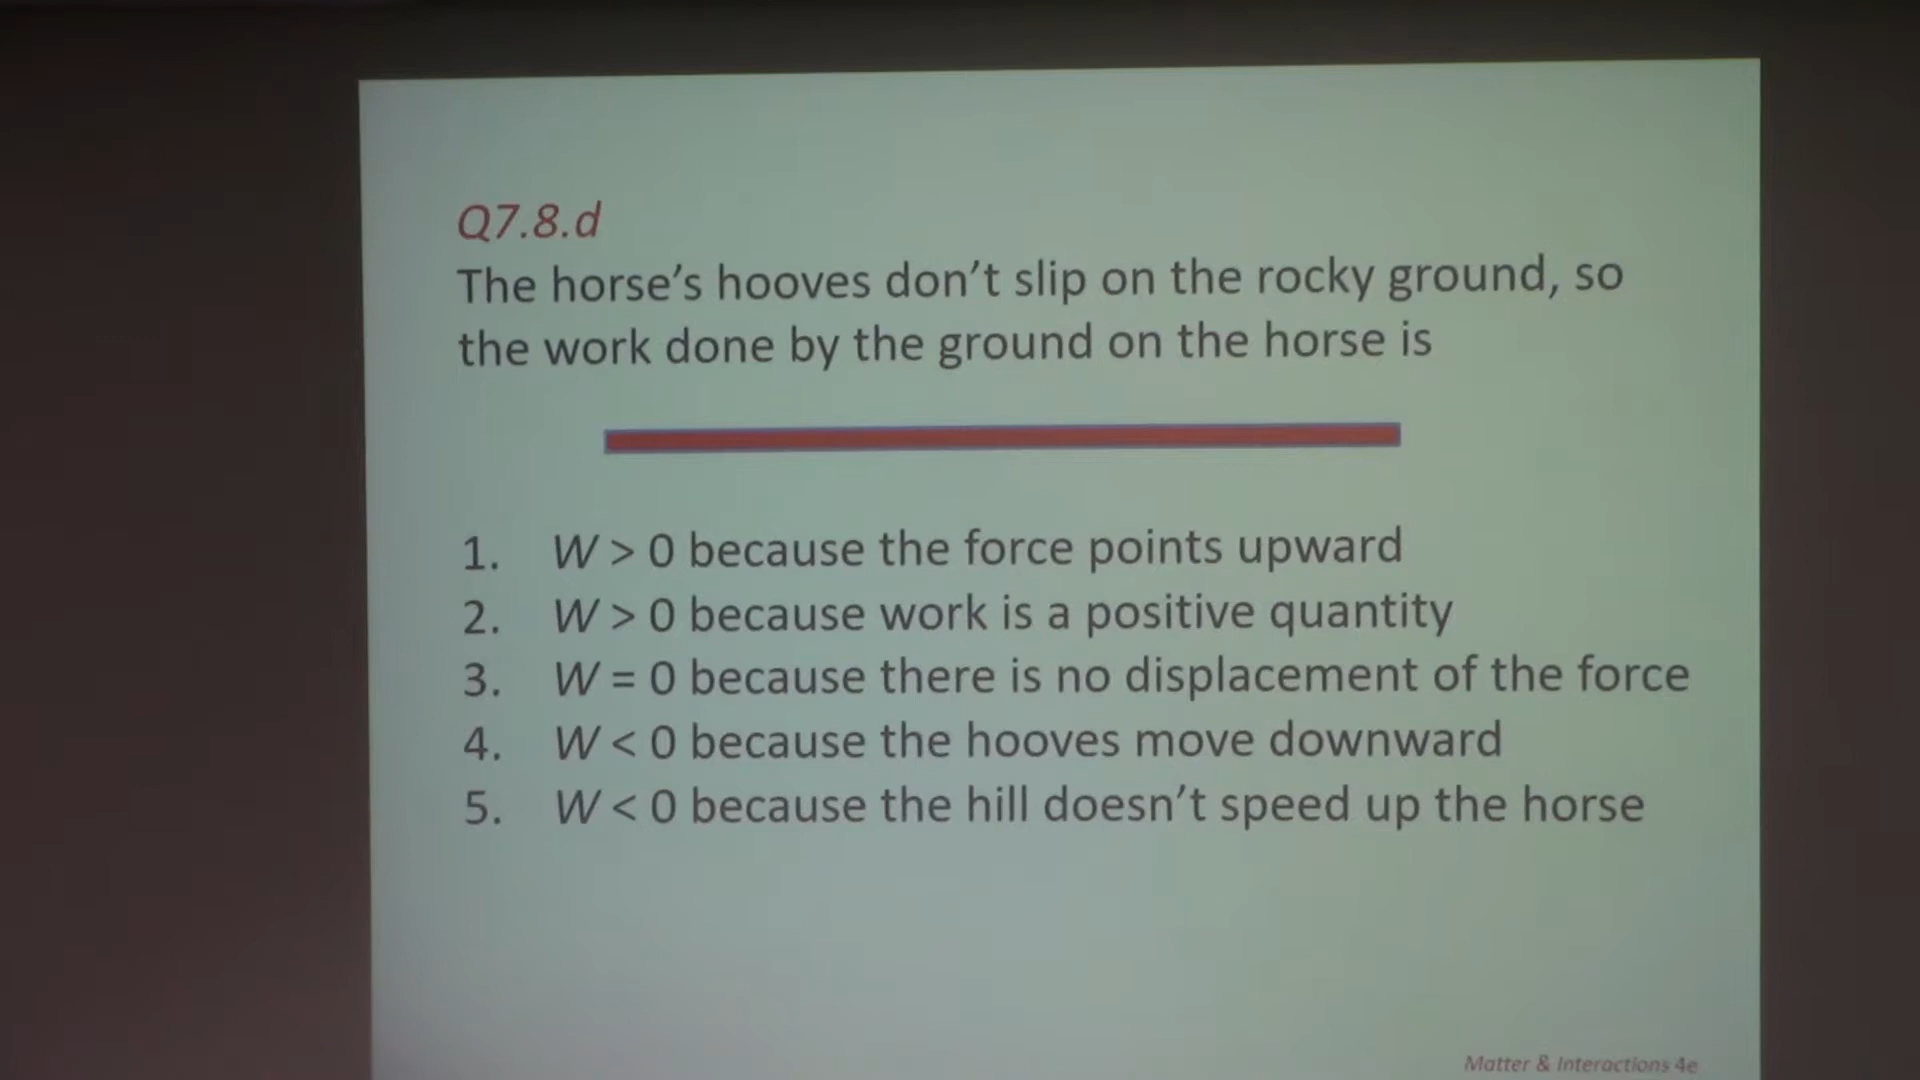 Q7.8.d
The horse’s hooves don’t slip on the rocky ground, so
the work done by the ground on the horse is
1. W > 0 because the force points upward
2. W > 0 because work is a positive quantity
3. W = 0 because there is no displacement of the force
4. W < 0 because the hooves move downward
5. W < 0 because the hill doesn’t speed up the horse
Matter & Interactions 4e